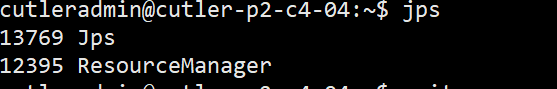 cutleradmin@cutler-p2-c4-04:~$ jps
13769 Jps
12395 ResourceManager